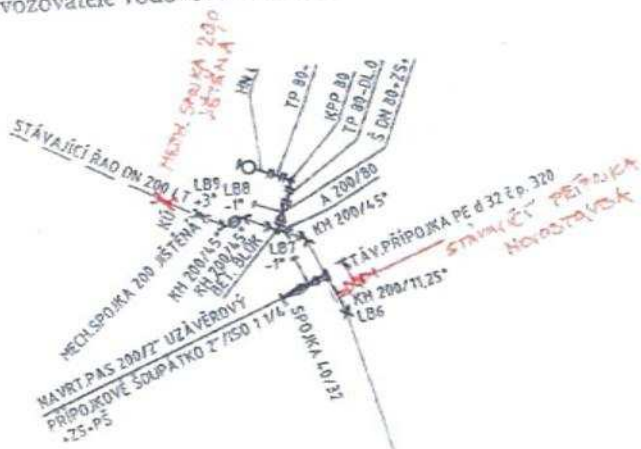 MECH. SPOJKA 200
JIŠTĚNÁ
HN.1
TP 80-
KPP 80
TP 80-DL.0
Š DN 80+ZS+
STÁVAJÍCÍ ŘAD DN 200 LT
KÚ
LB9
+3°
LB8
-1°
A 200/80
KH 200/45°
MECH.SPOJKA 200 JIŠTĚNÁ
KH 200/45°
KH 200/45°
BET. BLOK
LB7
-1°
STÁV.PŘÍPOJKA PE d 32 č.p. 320
STÁVAJÍCÍ PŘÍPOJKA
NOVOSTAVBA
KH 200/11,25°
LB6
NAVRT.PAS 200/2" UZÁVĚROVÝ
PŘÍPOJKOVÉ ŠOUPÁTKO 2"/ISO 1 1/4"
+ZS+PŠ
SPOJKA 40/32